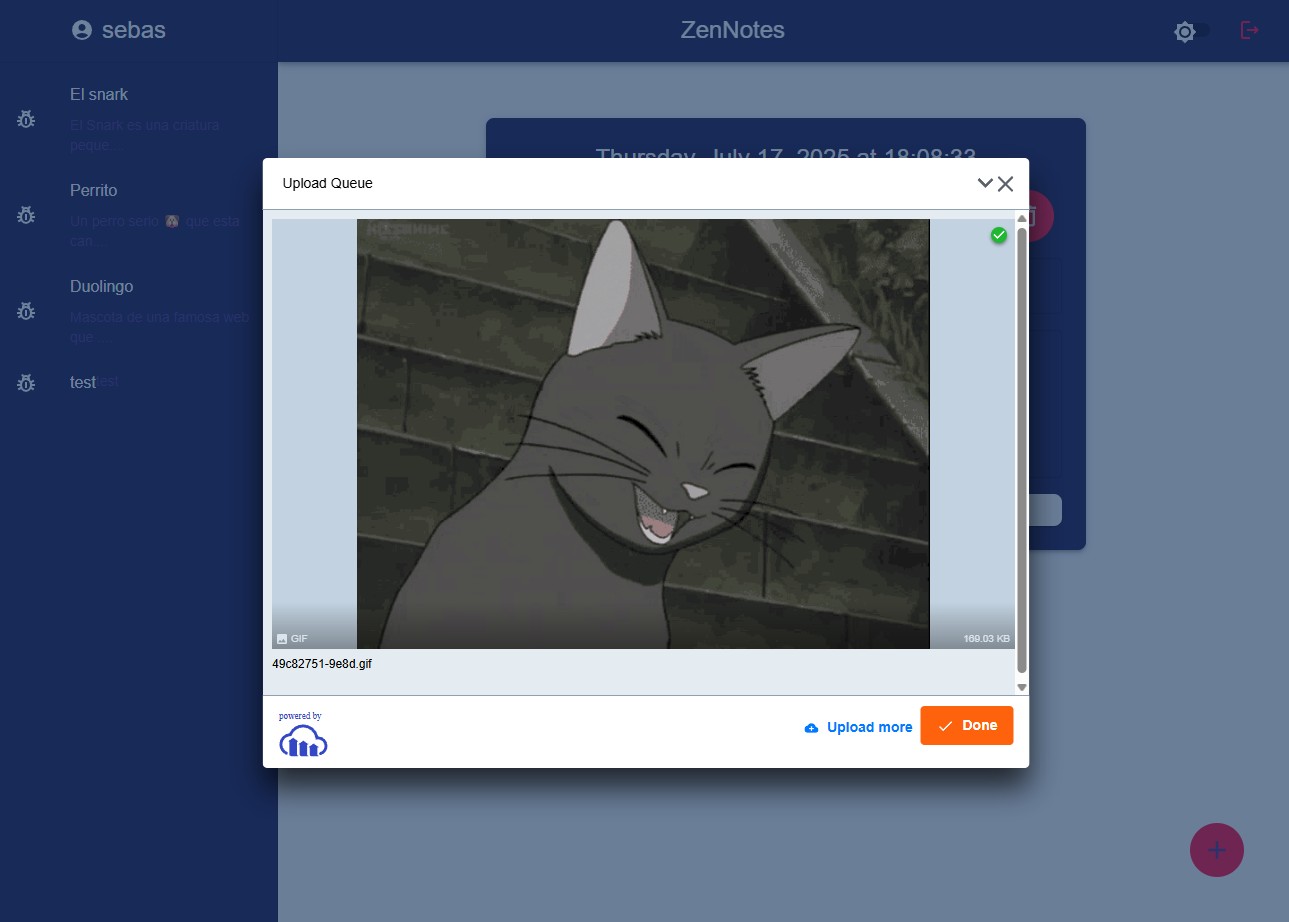 sebas
ZenNotes
El snark
El Snark es una criatura
peque...
Perrito
Un perro serio 🐶 que esta
can...
Duolingo
Mascota de una famosa web
que ...
test
test
Thursday, July 17, 2025 at 18:08:33
Upload Queue
GIF
169.03 KB
49c82751-9e8d.gif
powered by
Upload more
Done